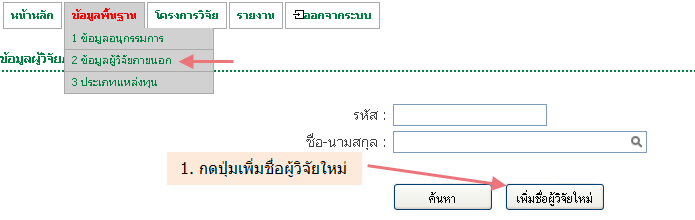 หน้าหลัก ข้อมูลพื้นฐาน โครงการวิจัย รายงาน ออกจากระบบ
1 ข้อมูลอนุกรรมการ
2 ข้อมูลผู้วิจัยภายนอก
ข้อมูลผู้วิจัย
3 ประเภทแหล่งทุน
รหัส :
ชื่อ-นามสกุล :
1. กดปุ่มเพิ่มชื่อผู้วิจัยใหม่
ค้นหา เพิ่มชื่อผู้วิจัยใหม่